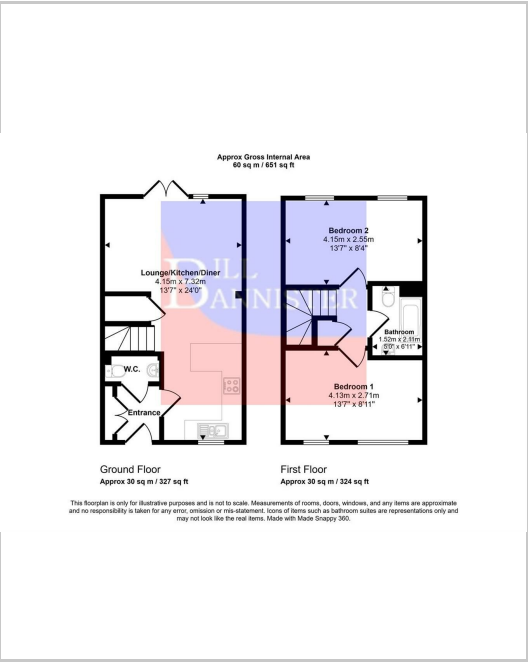 Approx Gross Internal Area
60 sq m / 651 sq ft
Lounge/Kitchen/Diner
4.15m x 7.32m
13'7" x 24'0"
W.C.
Entrance
BILL
BANNISTER
Bedroom 2
4.15m x 2.55m
13'7" x 8'4"
Bathroom
1.52m x 2.11m
5'0" x 6'11"
Bedroom 1
4.13m x 2.71m
13'7" x 8'11"
Ground Floor
Approx 30 sq m / 327 sq ft
First Floor
Approx 30 sq m / 324 sq ft
This floorplan is only for illustrative purposes and is not to scale. Measurements of rooms, doors, windows, and any items are approximate
and no responsibility is taken for any error, omission or mis-statement. Icons of items such as bathroom suites are representations only and
may not look like the real items. Made with Made Snappy 360.